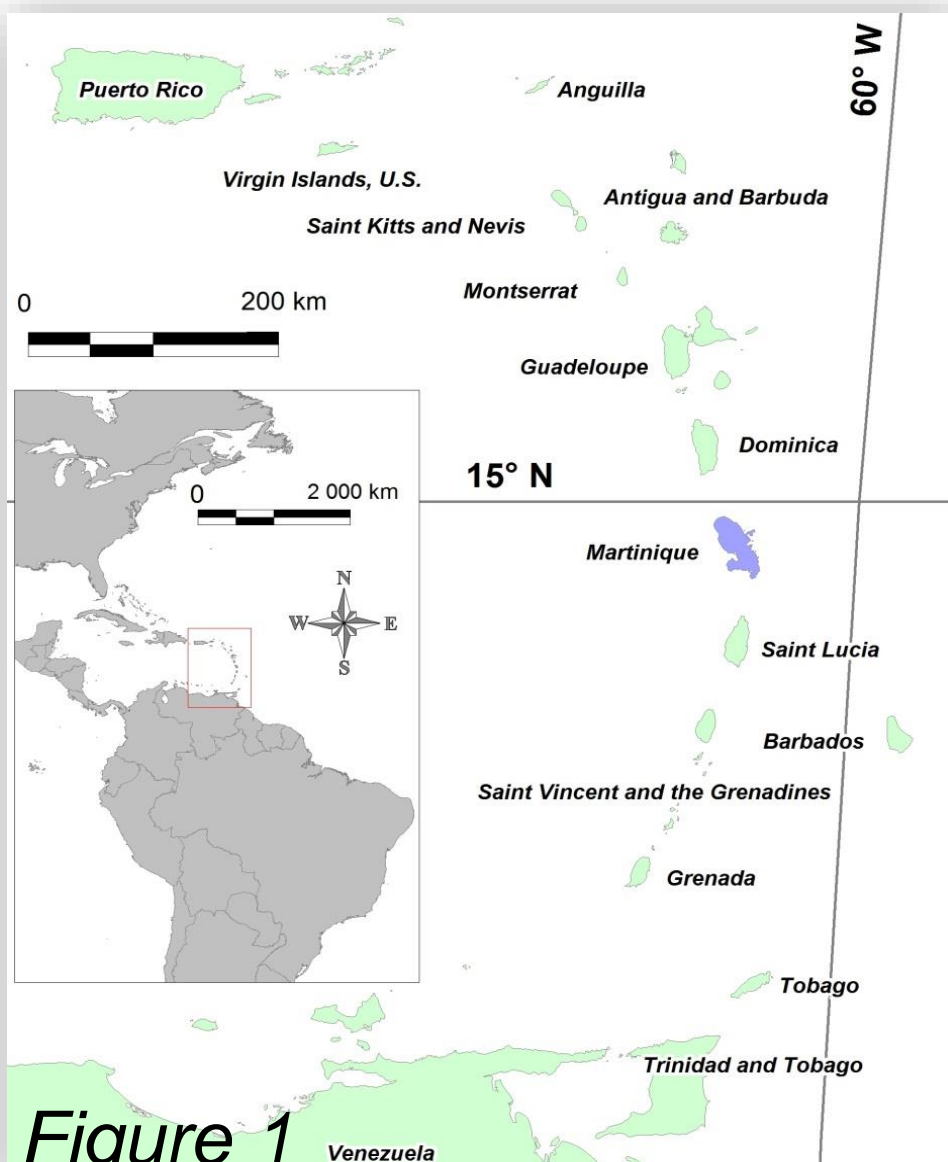 60° W
Puerto Rico
Anguilla
Virgin Islands, U.S.
Antigua and Barbuda
Saint Kitts and Nevis
Montserrat
0 200 km
Guadeloupe
Dominica
15° N
0 2 000 km
Martinique
N
W E
S
Saint Lucia
Barbados
Saint Vincent and the Grenadines
Grenada
Tobago
Trinidad and Tobago
Figure 1
Venezuela